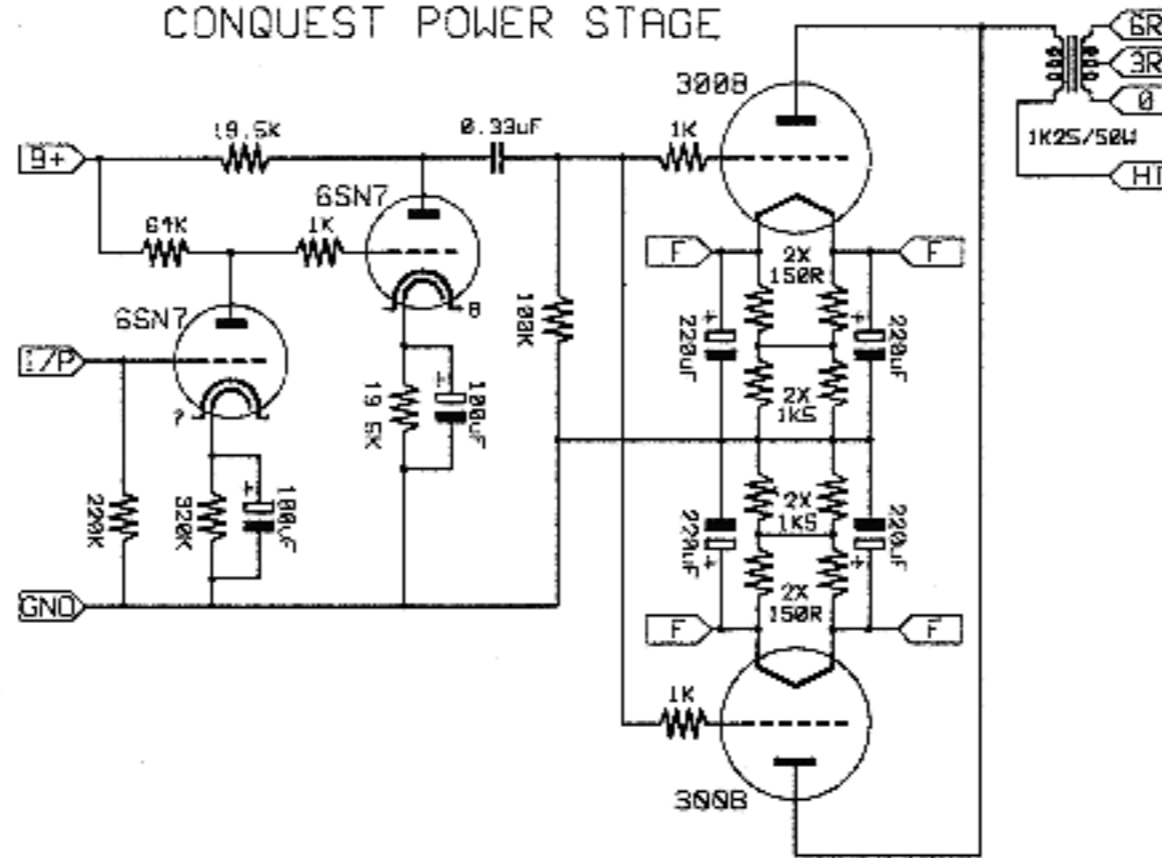 CONQUEST POWER STAGE
300B
6R
3R
0
1K25/50W
HT
B+
19.5K
0.33uF
1K
64K
6SN7
1K
8
F
2X
150R
F
6SN7
100K
220uF
+
+
220uF
I/P
7
19.5K
+
100uF
2X
1K5
220K
320K
+
100uF
2X
1K5
220uF
+
+
220uF
GND
2X
150R
F
F
1K
300B